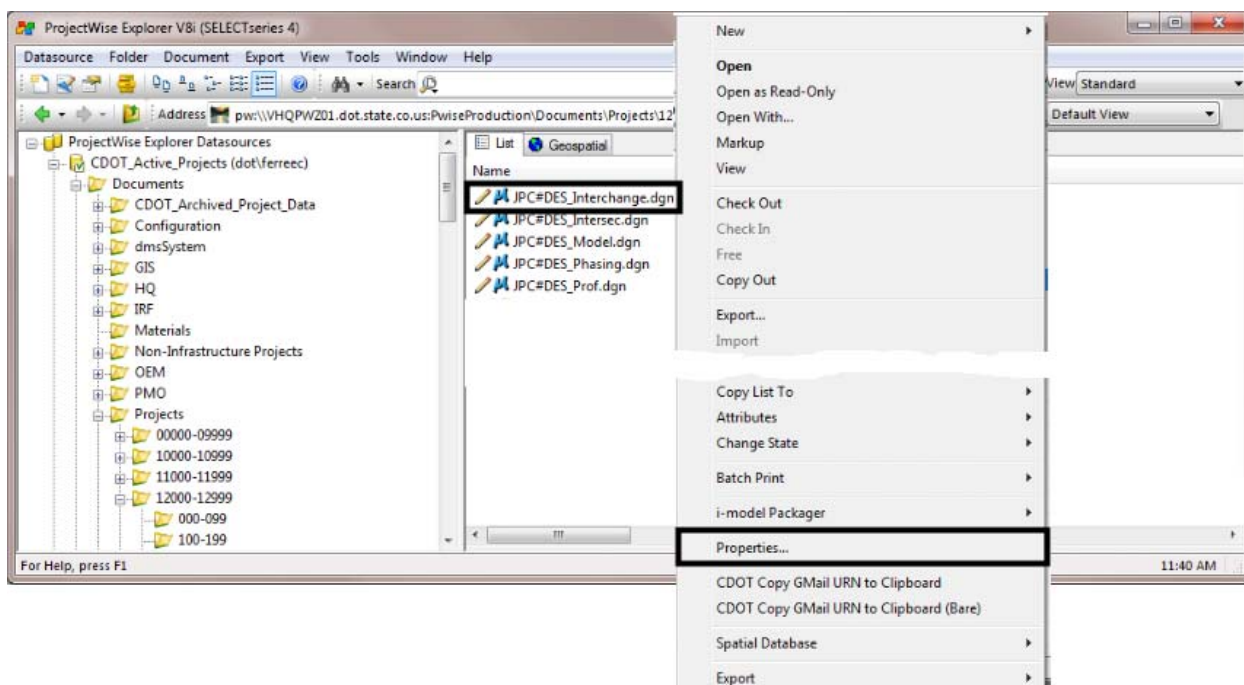 ProjectWise Explorer V8i (SELECTseries 4)
Datasource Folder Document Export View Tools Window Help
Search
View Standard
Address pw:\\VHQPWZ01.dot.state.co.us:PwiseProduction\Documents\Projects\12
Default View
ProjectWise Explorer Datasources
CDOT_Active_Projects (dot\ferreec)
Documents
CDOT_Archived_Project_Data
Configuration
dmsSystem
GIS
HQ
IRF
Materials
Non-Infrastructure Projects
OEM
PMO
Projects
00000-09999
10000-10999
11000-11999
12000-12999
000-099
100-199
List Geospatial
Name
JPC#DES_Interchange.dgn
JPC#DES_Intersec.dgn
JPC#DES_Model.dgn
JPC#DES_Phasing.dgn
JPC#DES_Prof.dgn
New
Open
Open as Read-Only
Open With...
Markup
View
Check Out
Check In
Free
Copy Out
Export...
Import
Copy List To
Attributes
Change State
Batch Print
i-model Packager
Properties...
CDOT Copy GMail URN to Clipboard
CDOT Copy GMail URN to Clipboard (Bare)
Spatial Database
Export
For Help, press F1
11:40 AM